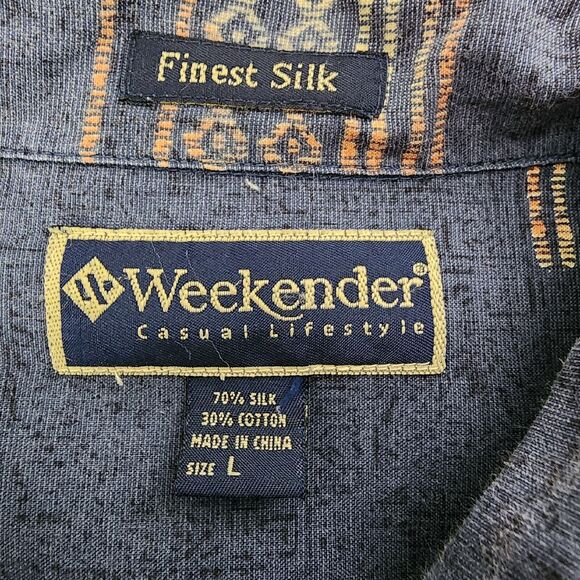 Finest Silk
Weekender®
Casual Lifestyle
70% SILK
30% COTTON
MADE IN CHINA
SIZE L